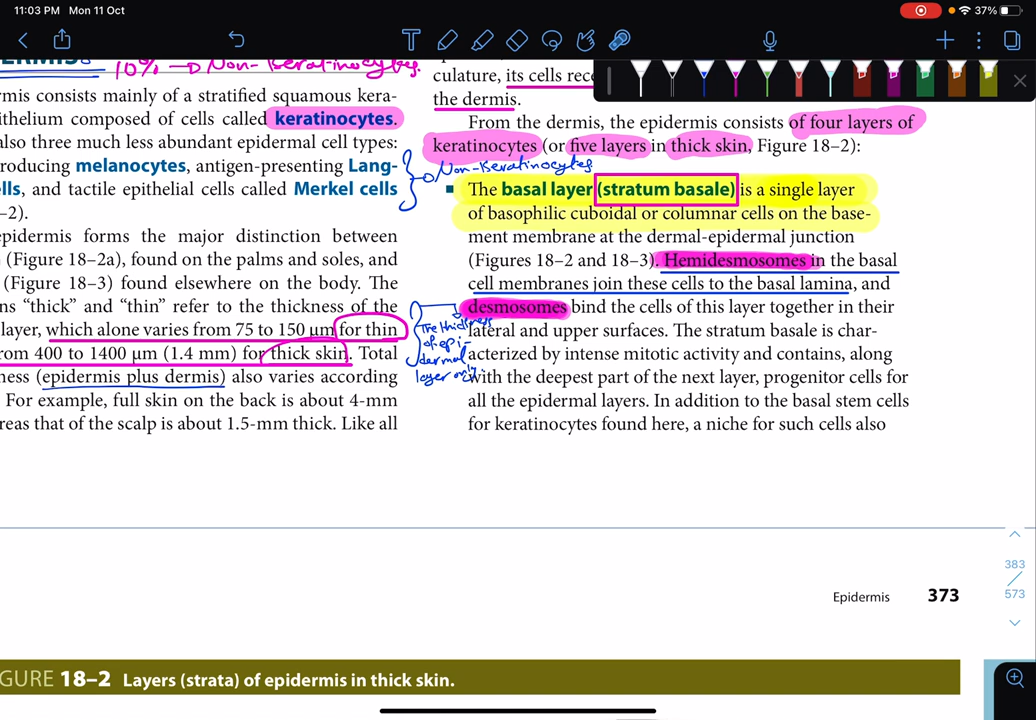 11:03 PM Mon 11 Oct
37%
10% → Non-Keratinocytes.
rmis consists mainly of a stratified squamous kera-
ithelium composed of cells called keratinocytes.
also three much less abundant epidermal cell types:
roducing melanocytes, antigen-presenting Lang-
lls, and tactile epithelial cells called Merkel cells
–2).
epidermis forms the major distinction between
(Figure 18–2a), found on the palms and soles, and
(Figure 18–3) found elsewhere on the body. The
ns “thick” and “thin” refer to the thickness of the
layer, which alone varies from 75 to 150 μm for thin
rom 400 to 1400 μm (1.4 mm) for thick skin. Total
ness (epidermis plus dermis) also varies according
For example, full skin on the back is about 4-mm
reas that of the scalp is about 1.5-mm thick. Like all
Non-Keratinocytes
The thickness
of epi-
dermal
layer only
culature, its cells rec
the dermis.
From the dermis, the epidermis consists of four layers of
keratinocytes (or five layers in thick skin, Figure 18–2):
■ The basal layer (stratum basale) is a single layer
of basophilic cuboidal or columnar cells on the base-
ment membrane at the dermal-epidermal junction
(Figures 18–2 and 18–3). Hemidesmosomes in the basal
cell membranes join these cells to the basal lamina, and
desmosomes bind the cells of this layer together in their
lateral and upper surfaces. The stratum basale is char-
acterized by intense mitotic activity and contains, along
with the deepest part of the next layer, progenitor cells for
all the epidermal layers. In addition to the basal stem cells
for keratinocytes found here, a niche for such cells also
383
573
Epidermis 373
GURE 18–2 Layers (strata) of epidermis in thick skin.